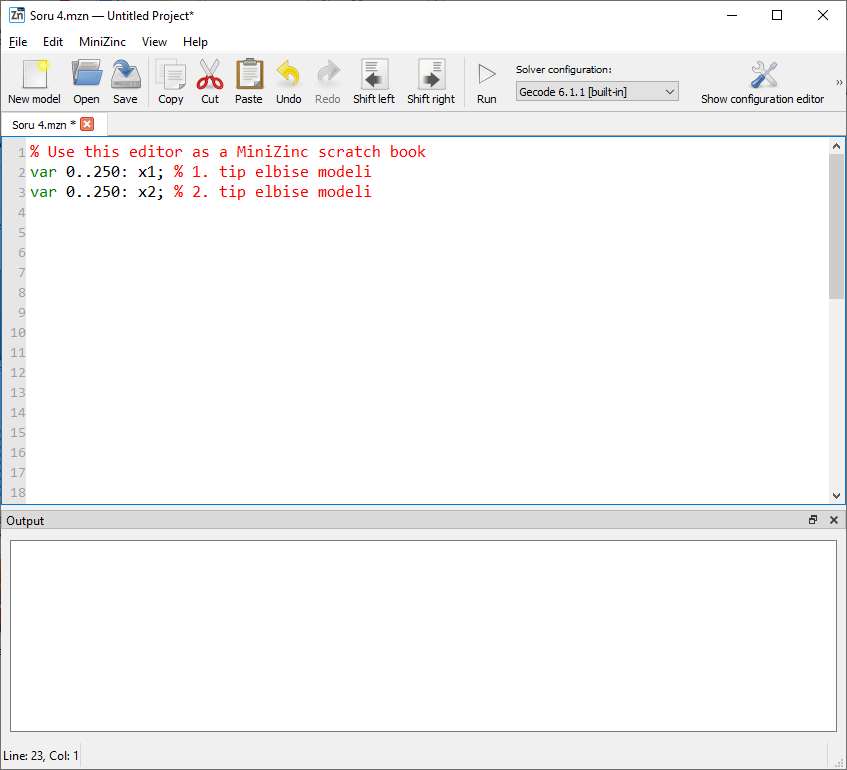 Soru 4.mzn — Untitled Project*
File Edit MiniZinc View Help
New model Open Save Copy Cut Paste Undo Redo Shift left Shift right Run Solver configuration: Gecode 6.1.1 [built-in] Show configuration editor »
Soru 4.mzn *
1 % Use this editor as a MiniZinc scratch book
2 var 0..250: x1; % 1. tip elbise modeli
3 var 0..250: x2; % 2. tip elbise modeli
4
5
6
7
8
9
10
11
12
13
14
15
16
17
18
Output
Line: 23, Col: 1